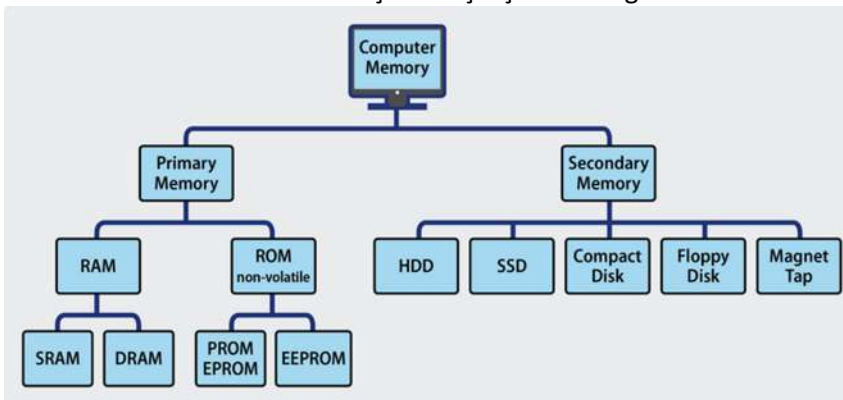 Computer
Memory
Primary
Memory
Secondary
Memory
RAM
ROM
non-volatile
HDD
SSD
Compact
Disk
Floppy
Disk
Magnet
Tap
SRAM
DRAM
PROM
EPROM
EEPROM